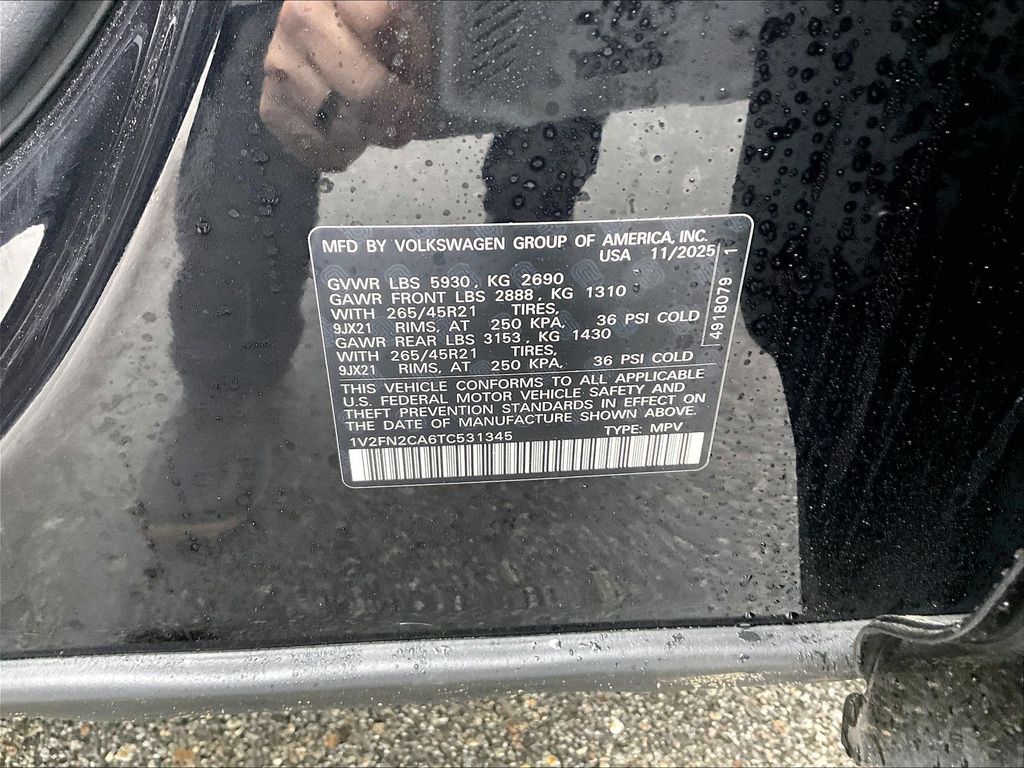 MFD BY VOLKSWAGEN GROUP OF AMERICA, INC.
USA 11/2025
GVWR LBS 5930, KG 2690
GAWR FRONT LBS 2888, KG 1310
WITH 265/45R21 TIRES,
9JX21 RIMS, AT 250 KPA, 36 PSI COLD
GAWR REAR LBS 3153, KG 1430
WITH 265/45R21 TIRES,
9JX21 RIMS, AT 250 KPA, 36 PSI COLD
4918079 1
THIS VEHICLE CONFORMS TO ALL APPLICABLE
U.S. FEDERAL MOTOR VEHICLE SAFETY AND
THEFT PREVENTION STANDARDS IN EFFECT ON
THE DATE OF MANUFACTURE SHOWN ABOVE.
1V2FN2CA6TC531345 TYPE: MPV